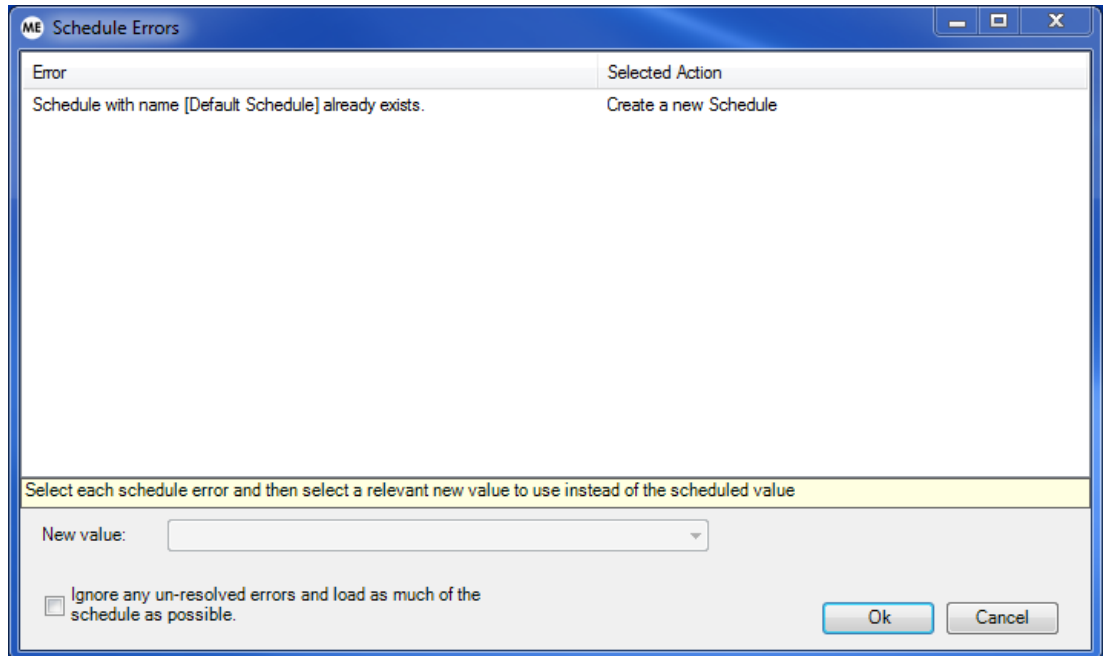 ME Schedule Errors
Error Selected Action
Schedule with name [Default Schedule] already exists. Create a new Schedule
Select each schedule error and then select a relevant new value to use instead of the scheduled value
New value:
Ignore any un-resolved errors and load as much of the
schedule as possible.
Ok Cancel